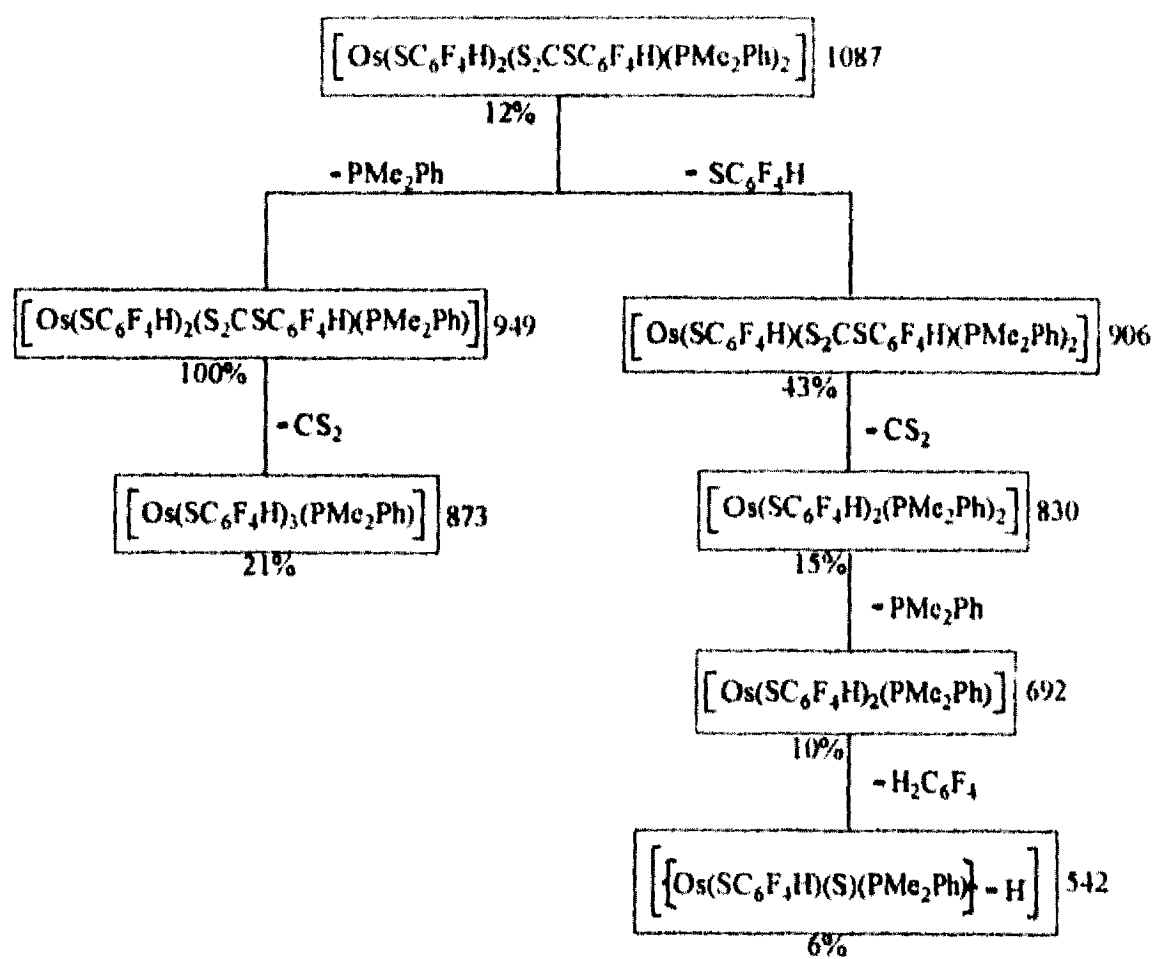 [Os(SC₆F₄H)₂(S₂CSC₆F₄H)(PMe₂Ph)₂] 1087
12%
- PMe₂Ph
- SC₆F₄H
[Os(SC₆F₄H)₂(S₂CSC₆F₄H)(PMe₂Ph)] 949
100%
[Os(SC₆F₄H)(S₂CSC₆F₄H)(PMe₂Ph)₂] 906
43%
- CS₂
- CS₂
[Os(SC₆F₄H)₃(PMe₂Ph)] 873
21%
[Os(SC₆F₄H)₂(PMe₂Ph)₂] 830
15%
- PMe₂Ph
[Os(SC₆F₄H)₂(PMe₂Ph)] 692
10%
- H₂C₆F₄
[{Os(SC₆F₄H)(S)(PMe₂Ph)} - H] 542
6%